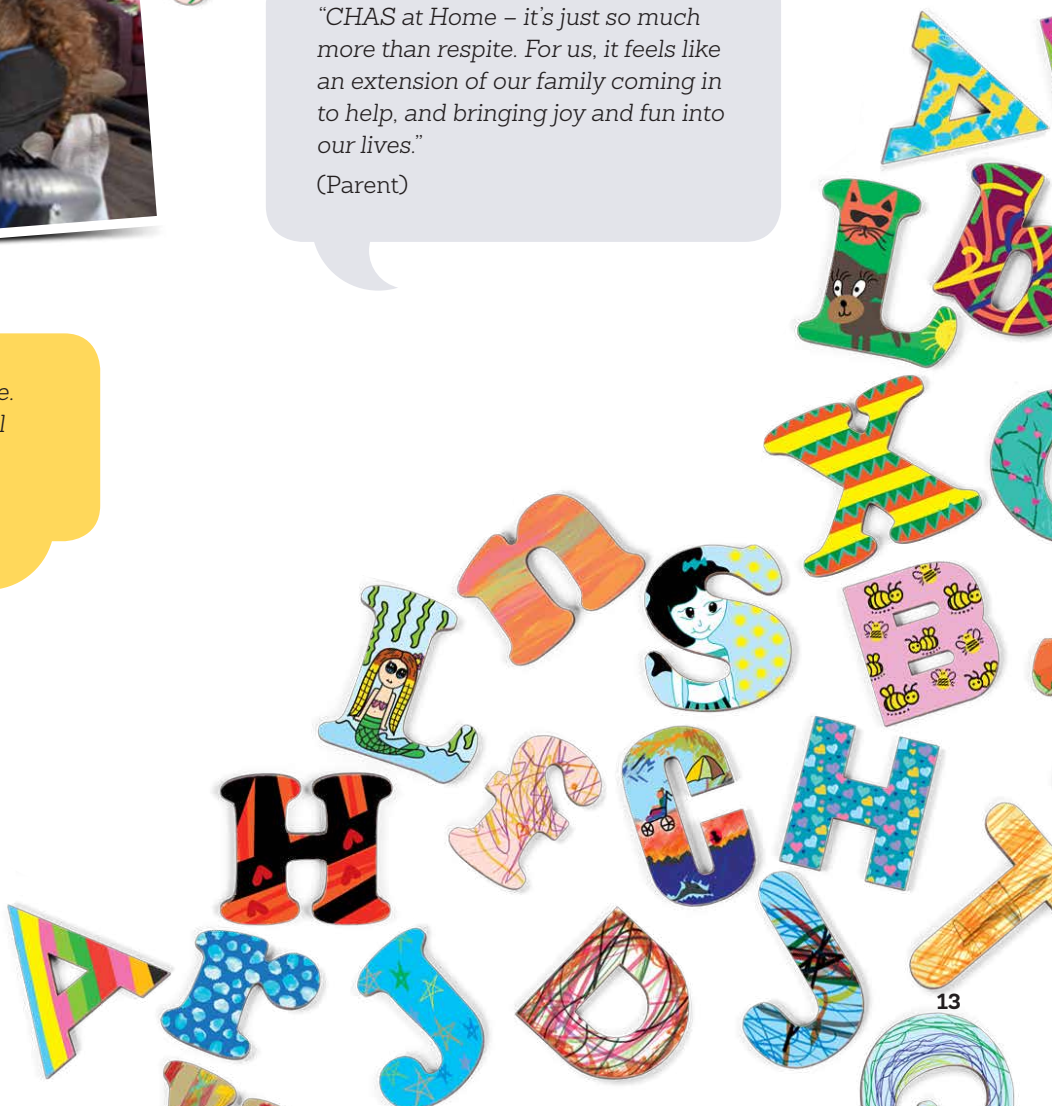 “CHAS at Home – it’s just so much
more than respite. For us, it feels like
an extension of our family coming in
to help, and bringing joy and fun into
our lives.”
(Parent)
e.
l
A
L
b
X
n
S
B
L
r
G
H
H
T
A
r
J
D
J
13